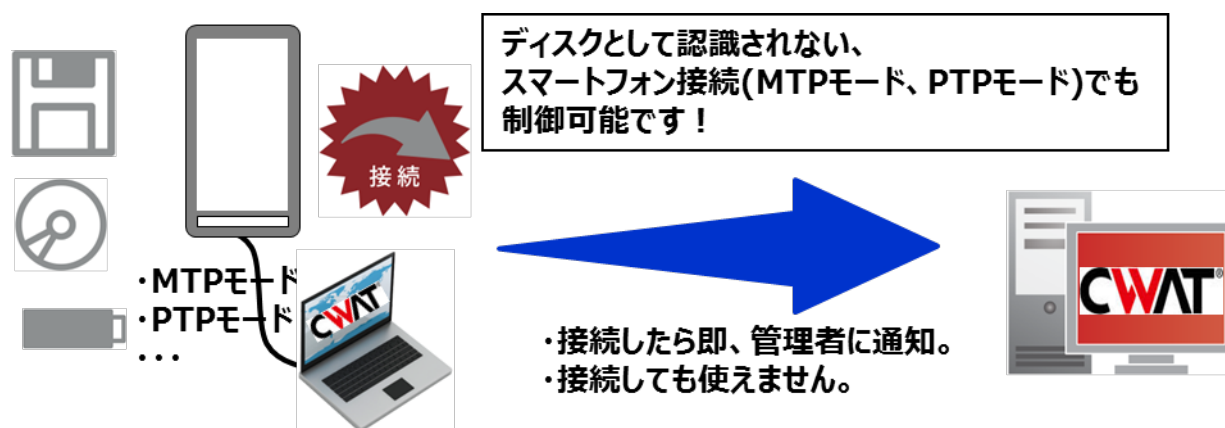 ディスクとして認識されない、
スマートフォン接続(MTPモード、PTPモード)でも
制御可能です！
接続
・MTPモード
・PTPモード
・・・
CWAT
CWAT®
・接続したら即、管理者に通知。
・接続しても使えません。